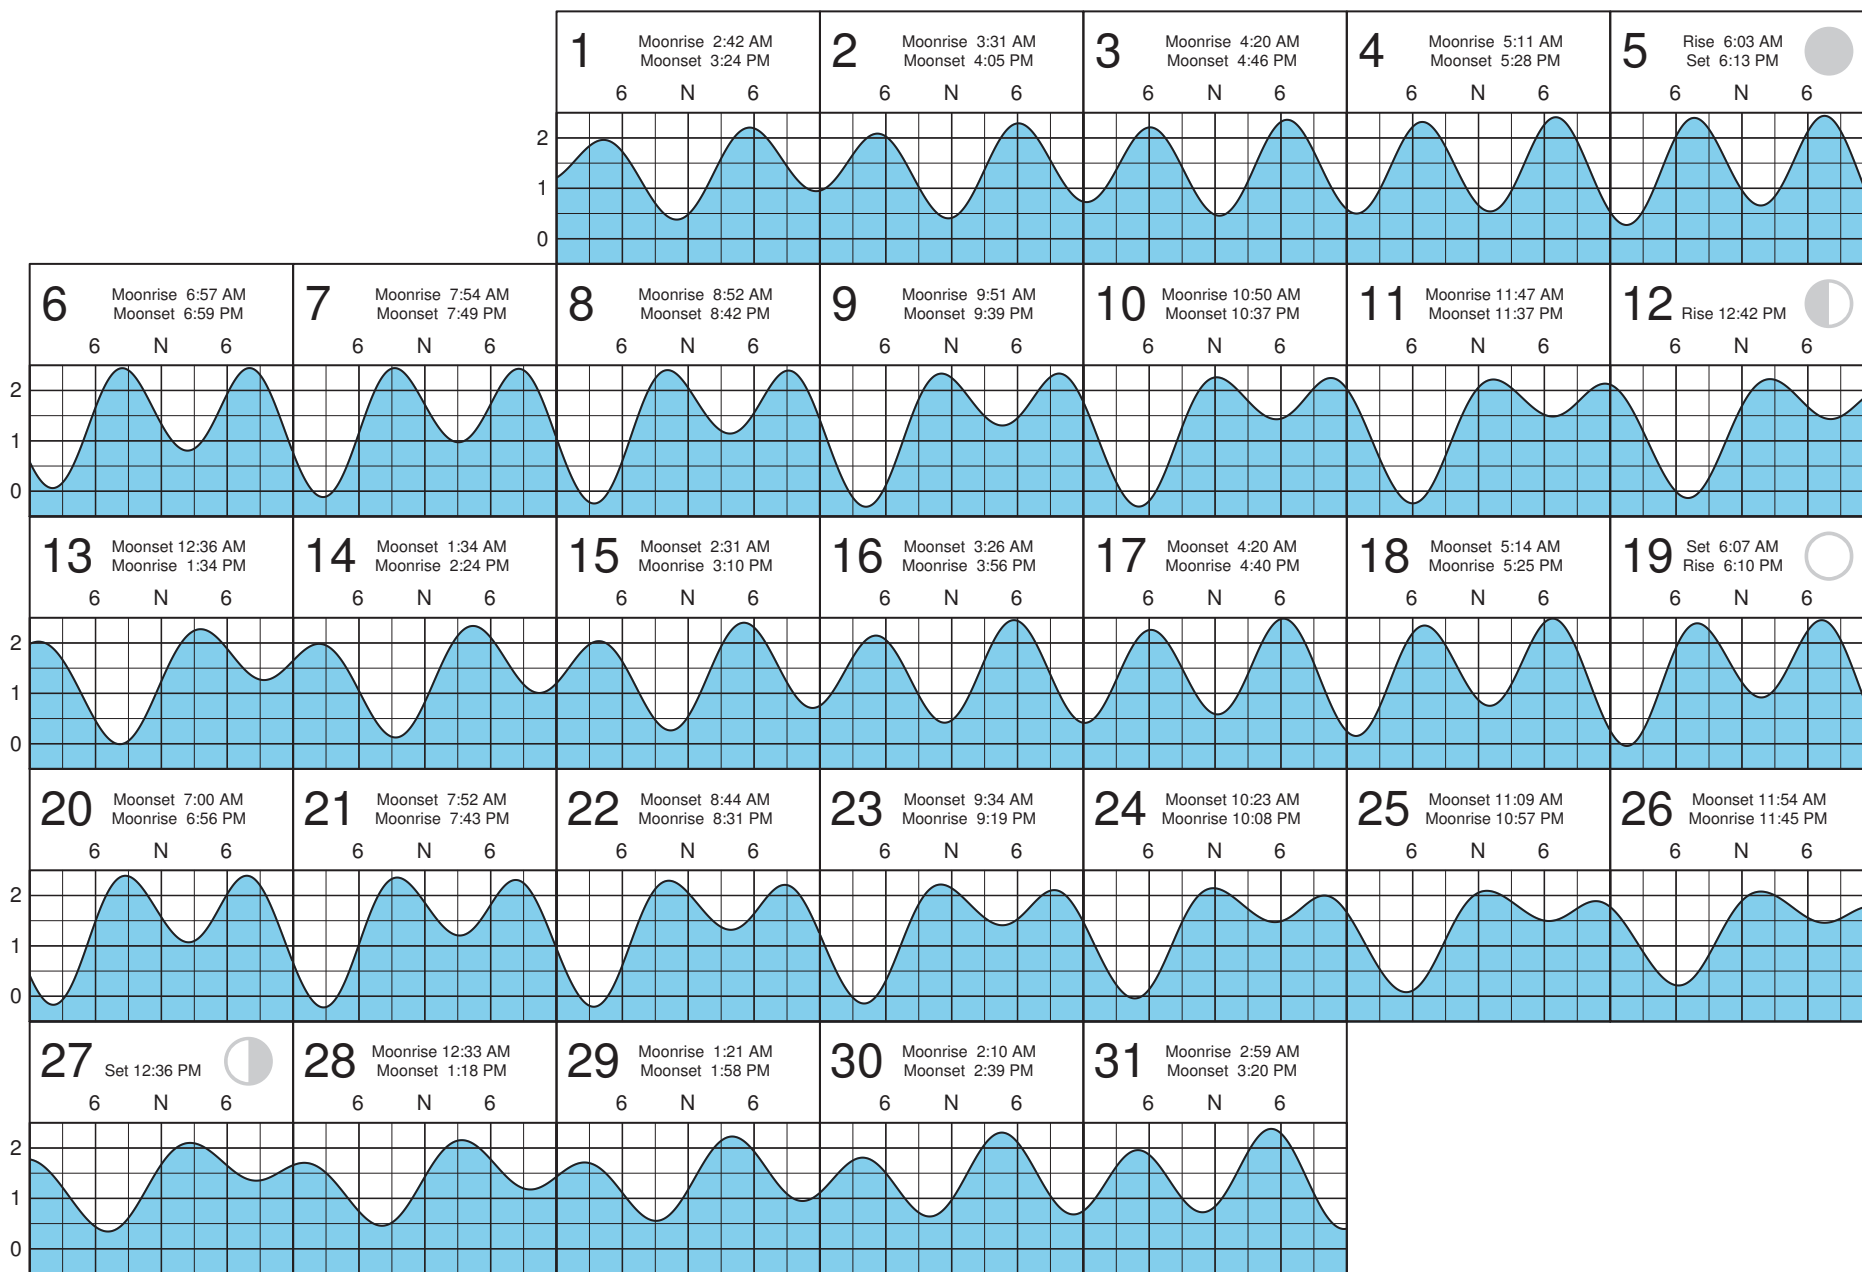 1 Moonrise 2:42 AM
Moonset 3:24 PM
6 N 6
2 Moonrise 3:31 AM
Moonset 4:05 PM
6 N 6
3 Moonrise 4:20 AM
Moonset 4:46 PM
6 N 6
4 Moonrise 5:11 AM
Moonset 5:28 PM
6 N 6
5 Rise 6:03 AM
Set 6:13 PM
6 N 6
2
1
0
6 Moonrise 6:57 AM
Moonset 6:59 PM
6 N 6
7 Moonrise 7:54 AM
Moonset 7:49 PM
6 N 6
8 Moonrise 8:52 AM
Moonset 8:42 PM
6 N 6
9 Moonrise 9:51 AM
Moonset 9:39 PM
6 N 6
10 Moonrise 10:50 AM
Moonset 10:37 PM
6 N 6
11 Moonrise 11:47 AM
Moonset 11:37 PM
6 N 6
12 Rise 12:42 PM
6 N 6
2
1
0
13 Moonset 12:36 AM
Moonrise 1:34 PM
6 N 6
14 Moonset 1:34 AM
Moonrise 2:24 PM
6 N 6
15 Moonset 2:31 AM
Moonrise 3:10 PM
6 N 6
16 Moonset 3:26 AM
Moonrise 3:56 PM
6 N 6
17 Moonset 4:20 AM
Moonrise 4:40 PM
6 N 6
18 Moonset 5:14 AM
Moonrise 5:25 PM
6 N 6
19 Set 6:07 AM
Rise 6:10 PM
6 N 6
2
1
0
20 Moonset 7:00 AM
Moonrise 6:56 PM
6 N 6
21 Moonset 7:52 AM
Moonrise 7:43 PM
6 N 6
22 Moonset 8:44 AM
Moonrise 8:31 PM
6 N 6
23 Moonset 9:34 AM
Moonrise 9:19 PM
6 N 6
24 Moonset 10:23 AM
Moonrise 10:08 PM
6 N 6
25 Moonset 11:09 AM
Moonrise 10:57 PM
6 N 6
26 Moonset 11:54 AM
Moonrise 11:45 PM
6 N 6
2
1
0
27 Set 12:36 PM
6 N 6
28 Moonrise 12:33 AM
Moonset 1:18 PM
6 N 6
29 Moonrise 1:21 AM
Moonset 1:58 PM
6 N 6
30 Moonrise 2:10 AM
Moonset 2:39 PM
6 N 6
31 Moonrise 2:59 AM
Moonset 3:20 PM
6 N 6
2
1
0